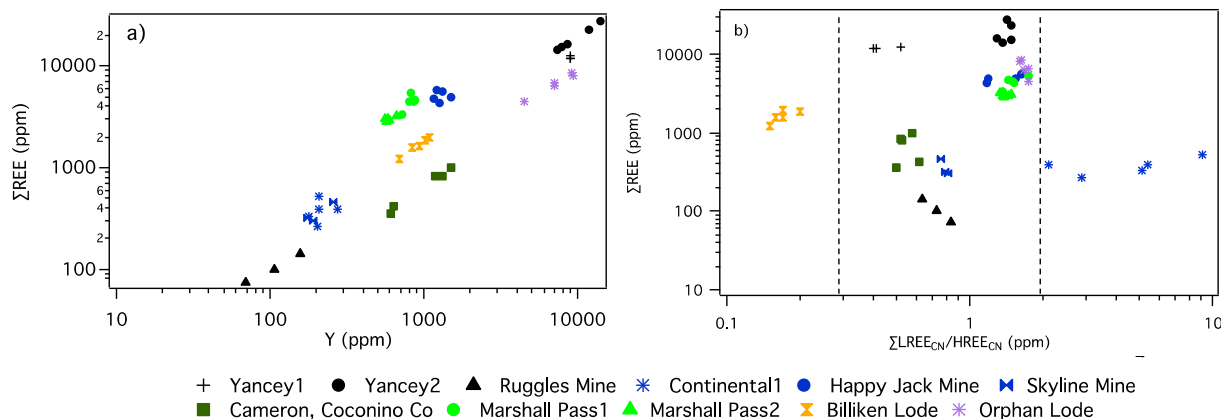 a)
ΣREE (ppm)
10000
6
4
2
1000
6
4
2
100
10
100
1000
10000
Y (ppm)
b)
ΣREE (ppm)
10000
1000
100
10
0.1
1
10
ΣLREECN/HREECN (ppm)
Yancey1 Yancey2 Ruggles Mine Continental1 Happy Jack Mine Skyline Mine
Cameron, Coconino Co Marshall Pass1 Marshall Pass2 Billiken Lode Orphan Lode